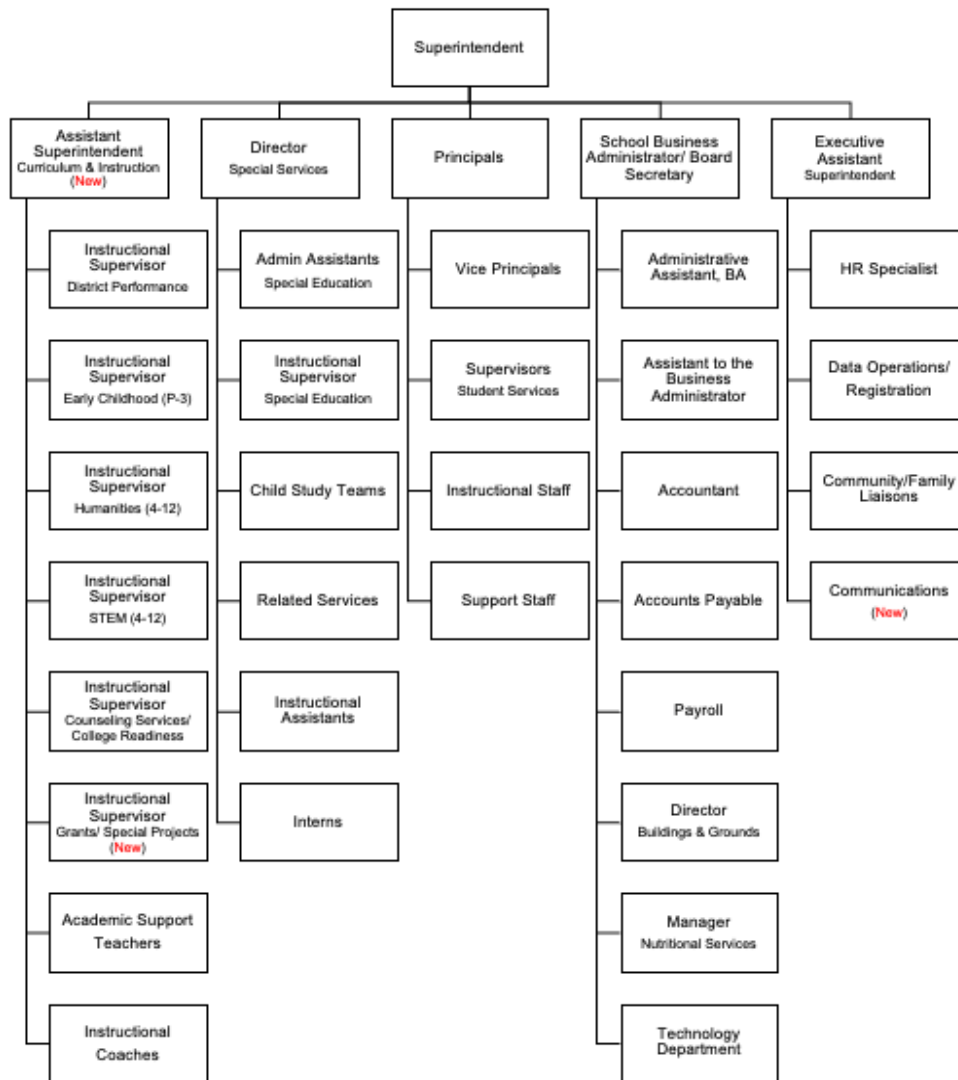 Superintendent
Assistant
Superintendent
Curriculum & Instruction
(New)
Director
Special Services
Principals
School Business
Administrator/ Board
Secretary
Executive
Assistant
Superintendent
Instructional
Supervisor
District Performance
Instructional
Supervisor
Early Childhood (P-3)
Instructional
Supervisor
Humanities (4-12)
Instructional
Supervisor
STEM (4-12)
Instructional
Supervisor
Counseling Services/
College Readiness
Instructional
Supervisor
Grants/ Special Projects
(New)
Academic Support
Teachers
Instructional
Coaches
Admin Assistants
Special Education
Instructional
Supervisor
Special Education
Child Study Teams
Related Services
Instructional
Assistants
Interns
Vice Principals
Supervisors
Student Services
Instructional Staff
Support Staff
Administrative
Assistant, BA
Assistant to the
Business
Administrator
Accountant
Accounts Payable
Payroll
Director
Buildings & Grounds
Manager
Nutritional Services
Technology
Department
HR Specialist
Data Operations/
Registration
Community/Family
Liaisons
Communications
(New)